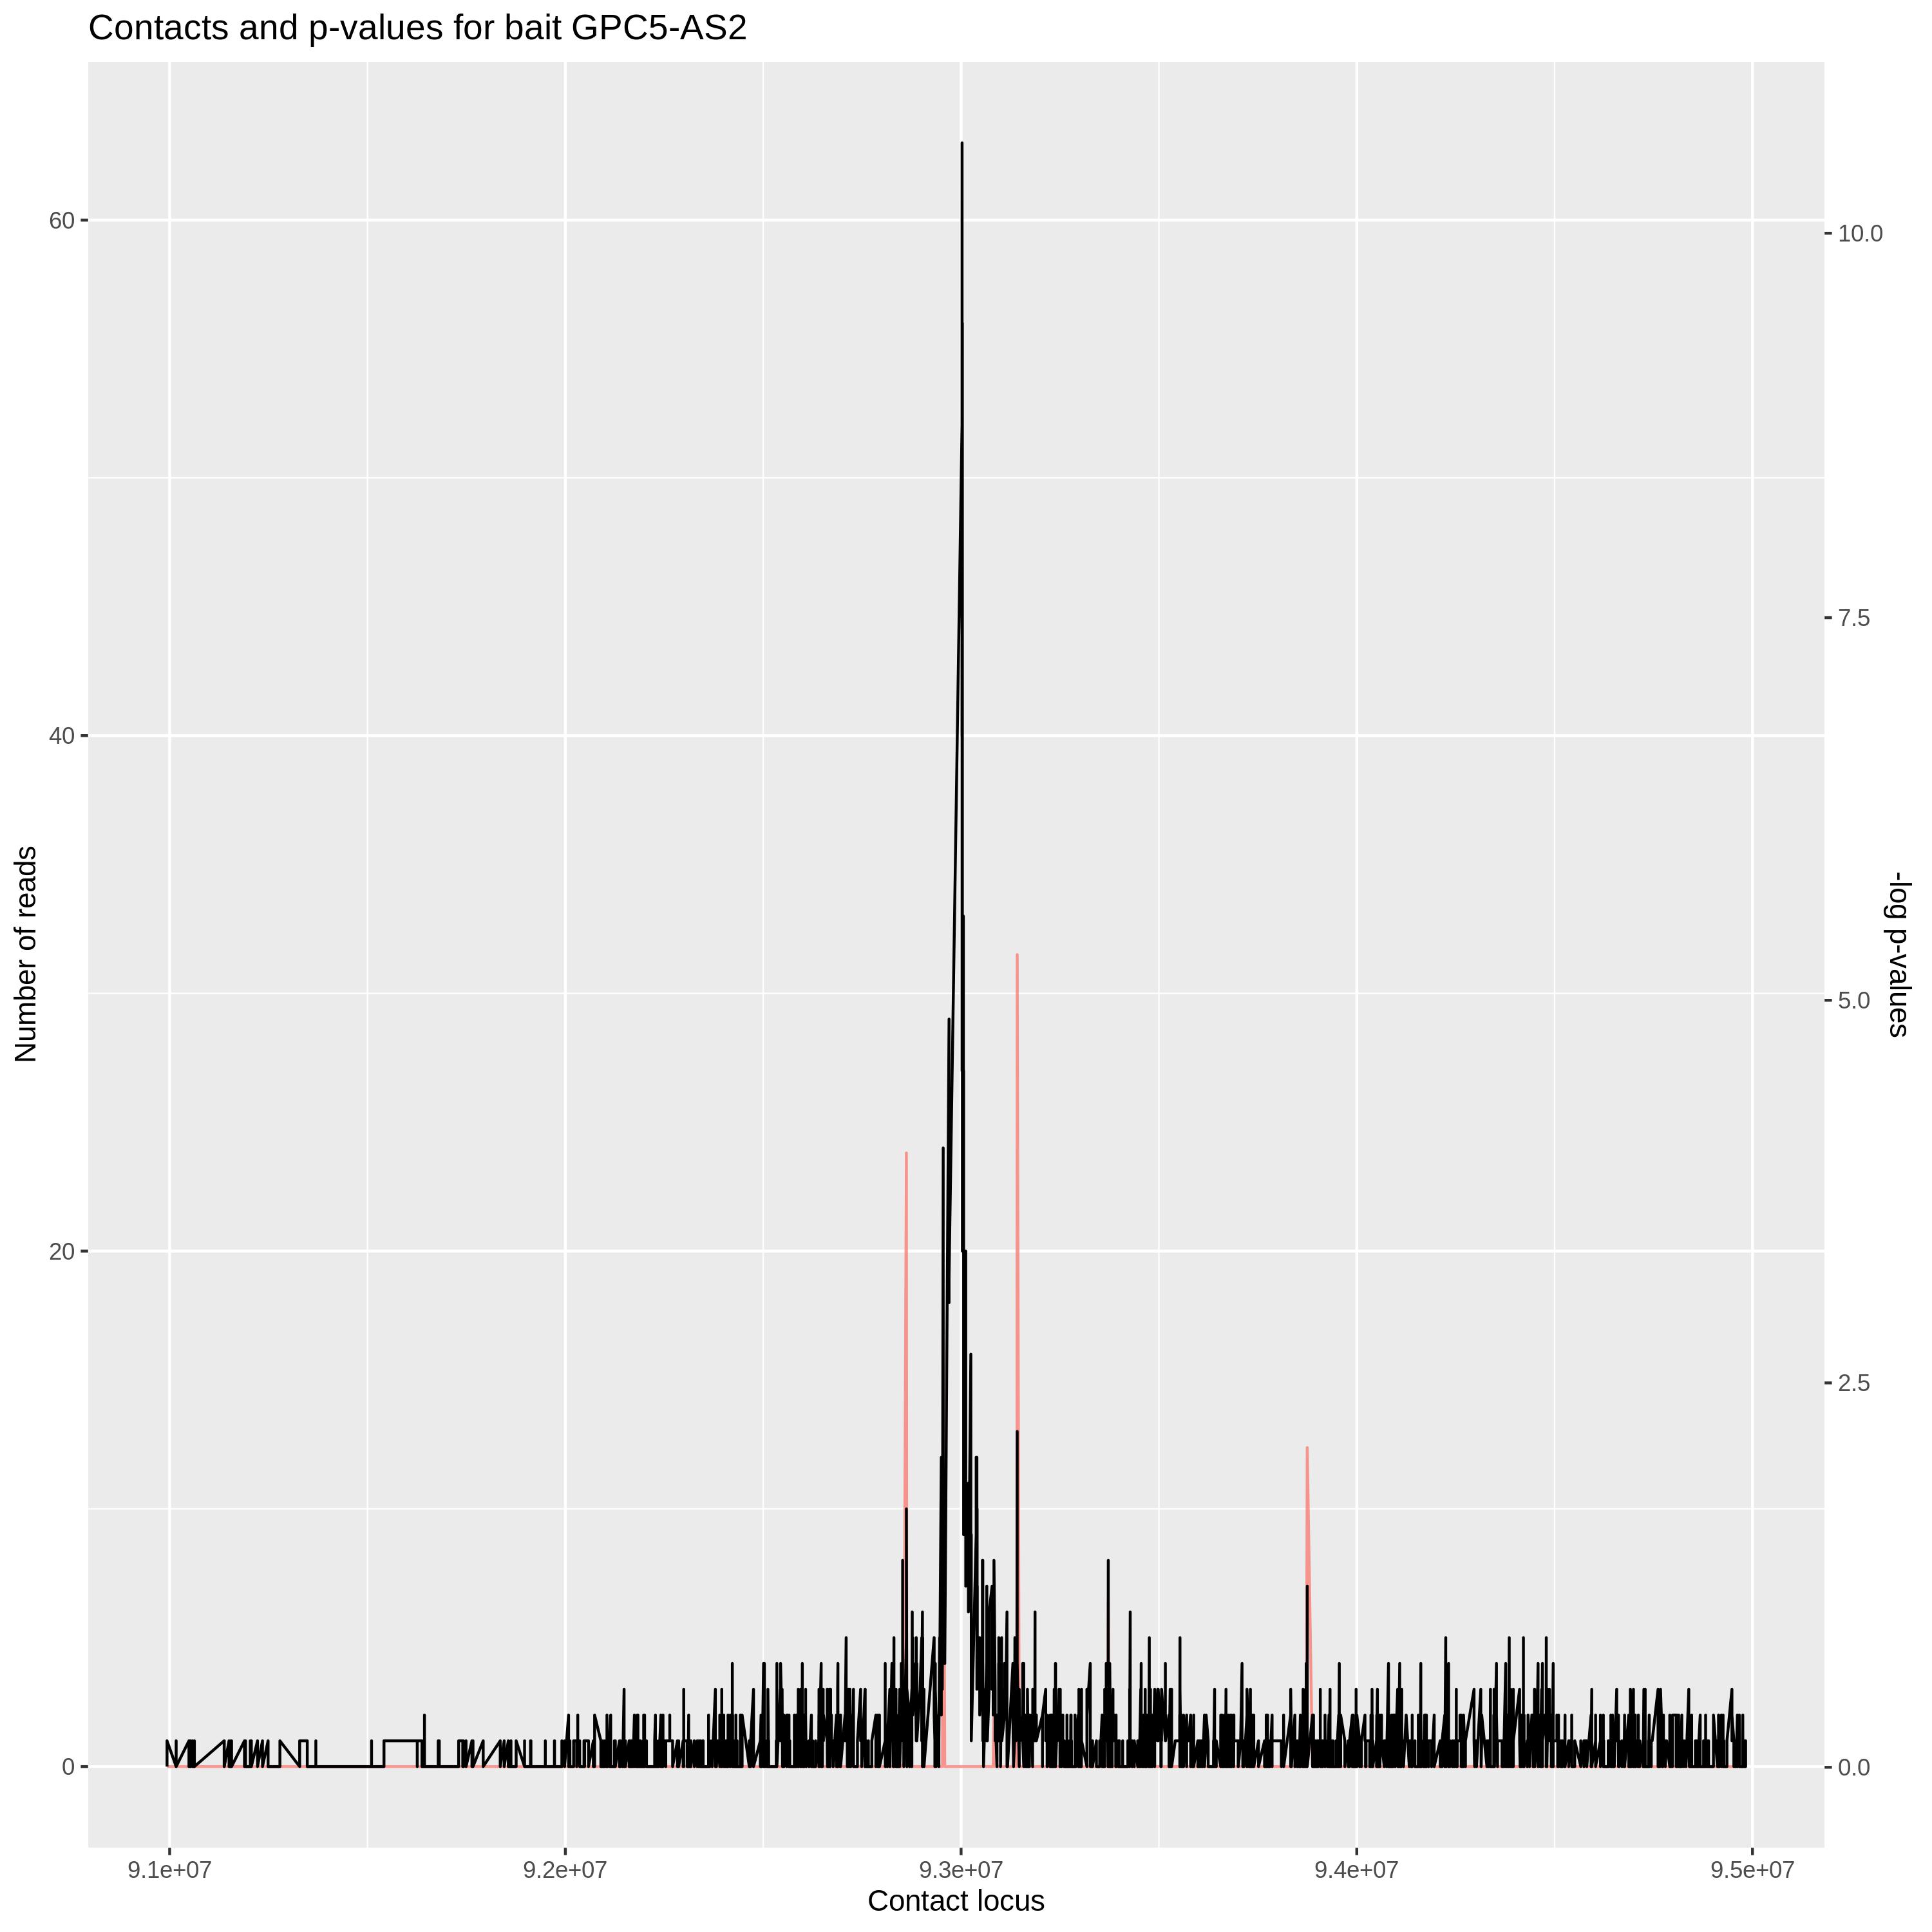 Contacts and p-values for bait GPC5-AS2
60
40
20
0
Number of reads
10.0
7.5
5.0
2.5
0.0
-log p-values
9.1e+07
9.2e+07
9.3e+07
9.4e+07
9.5e+07
Contact locus